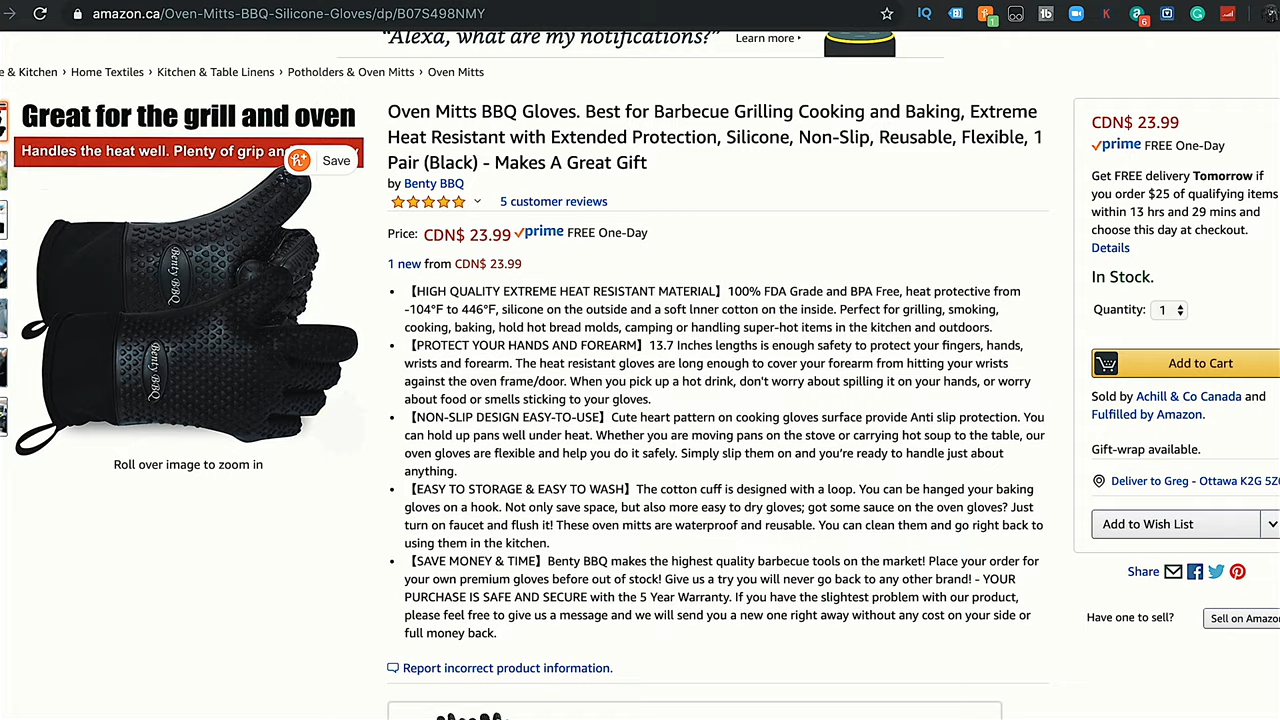 amazon.ca/Oven-Mitts-BBQ-Silicone-Gloves/dp/B07S498NMY
IQ
1
tb
K
a
6
"Alexa, what are my notifications?"
Learn more
e & Kitchen › Home Textiles › Kitchen & Table Linens › Potholders & Oven Mitts › Oven Mitts
Great for the grill and oven
Handles the heat well. Plenty of grip
Save
Benty BBQ
Benty BBQ
Roll over image to zoom in
Oven Mitts BBQ Gloves. Best for Barbecue Grilling Cooking and Baking, Extreme
Heat Resistant with Extended Protection, Silicone, Non-Slip, Reusable, Flexible, 1
Pair (Black) - Makes A Great Gift
by Benty BBQ
5 customer reviews
Price: CDN$ 23.99 prime FREE One-Day
1 new from CDN$ 23.99
• 【HIGH QUALITY EXTREME HEAT RESISTANT MATERIAL】100% FDA Grade and BPA Free, heat protective from
-104°F to 446°F, silicone on the outside and a soft lnner cotton on the inside. Perfect for grilling, smoking,
cooking, baking, hold hot bread molds, camping or handling super-hot items in the kitchen and outdoors.
• 【PROTECT YOUR HANDS AND FOREARM】13.7 Inches lengths is enough safety to protect your fingers, hands,
wrists and forearm. The heat resistant gloves are long enough to cover your forearm from hitting your wrists
against the oven frame/door. When you pick up a hot drink, don't worry about spilling it on your hands, or worry
about food or smells sticking to your gloves.
• 【NON-SLIP DESIGN EASY-TO-USE】Cute heart pattern on cooking gloves surface provide Anti slip protection. You
can hold up pans well under heat. Whether you are moving pans on the stove or carrying hot soup to the table, our
oven gloves are flexible and help you do it safely. Simply slip them on and you're ready to handle just about
anything.
• 【EASY TO STORAGE & EASY TO WASH】The cotton cuff is designed with a loop. You can be hanged your baking
gloves on a hook. Not only save space, but also more easy to dry gloves; got some sauce on the oven gloves? Just
turn on faucet and flush it! These oven mitts are waterproof and reusable. You can clean them and go right back to
using them in the kitchen.
• 【SAVE MONEY & TIME】Benty BBQ makes the highest quality barbecue tools on the market! Place your order for
your own premium gloves before out of stock! Give us a try you will never go back to any other brand! - YOUR
PURCHASE IS SAFE AND SECURE with the 5 Year Warranty. If you have the slightest problem with our product,
please feel free to give us a message and we will send you a new one right away without any cost on your side or
full money back.
Report incorrect product information.
CDN$ 23.99
prime FREE One-Day
Get FREE delivery Tomorrow if
you order $25 of qualifying items
within 13 hrs and 29 mins and
choose this day at checkout.
Details
In Stock.
Quantity: 1
Add to Cart
Sold by Achill & Co Canada and
Fulfilled by Amazon.
Gift-wrap available.
Deliver to Greg - Ottawa K2G 5Z
Add to Wish List
Share
Have one to sell?
Sell on Amazon